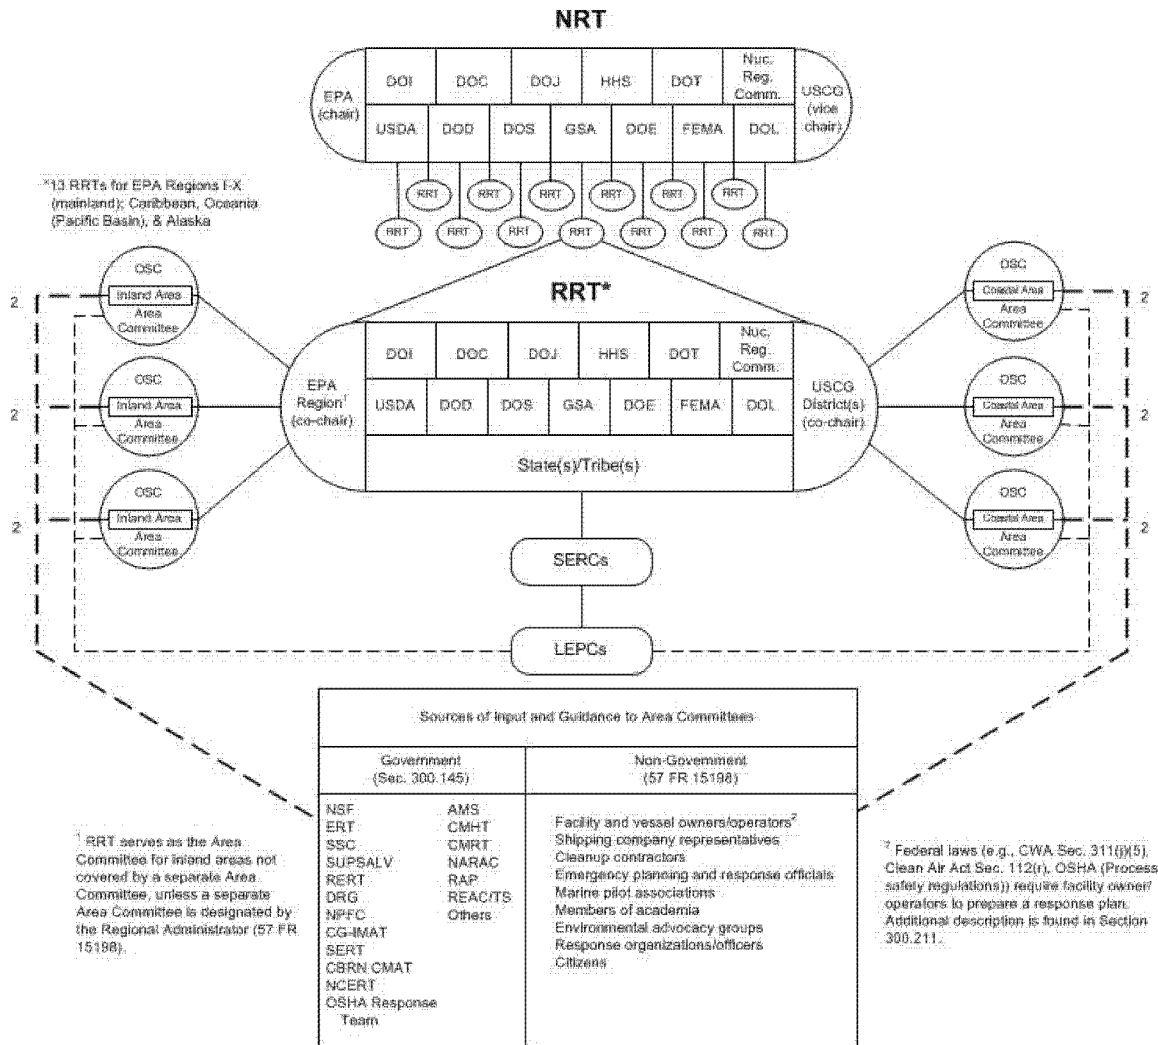 NRT
EPA
(chair)
DOI
DOC
DOJ
HHS
DOT
Nuc.
Reg.
Comm.
USDA
DOD
DOS
GSA
DOE
FEMA
DOL
USCG
(vice
chair)
RRT
RRT
RRT
RRT
RRT
RRT
RRT
RRT
RRT
RRT
RRT
RRT
RRT
*13 RRTs for EPA Regions I-X
(mainland); Caribbean, Oceania
(Pacific Basin), & Alaska
RRT*
OSC
Inland Area
Area
Committee
2
OSC
Inland Area
Area
Committee
2
OSC
Inland Area
Area
Committee
2
EPA
Region¹
(co-chair)
DOI
DOC
DOJ
HHS
DOT
Nuc.
Reg.
Comm.
USDA
DOD
DOS
GSA
DOE
FEMA
DOL
State(s)/Tribe(s)
USCG
District(s)
(co-chair)
OSC
Coastal Area
Area
Committee
2
OSC
Coastal Area
Area
Committee
2
OSC
Coastal Area
Area
Committee
2
SERCs
LEPCs
Sources of Input and Guidance to Area Committees
Government
(Sec. 300.145)
NSF
ERT
SSC
SUPSALV
RERT
DRG
NPFC
CG-IMAT
SERT
CBRN CMAT
NCERT
OSHA Response
Team
AMS
CMHT
CMRT
NARAC
RAP
REAC/TS
Others
Non-Government
(57 FR 15198)
Facility and vessel owners/operators²
Shipping company representatives
Cleanup contractors
Emergency planning and response officials
Marine pilot associations
Members of academia
Environmental advocacy groups
Response organizations/officers
Citizens
¹ RRT serves as the Area
Committee for inland areas not
covered by a separate Area
Committee, unless a separate
Area Committee is designated by
the Regional Administrator (57 FR
15198).
² Federal laws (e.g., CWA Sec. 311(j)(5),
Clean Air Act Sec. 112(r), OSHA (Process
safety regulations)) require facility owner/
operators to prepare a response plan.
Additional description is found in Section
300.211.